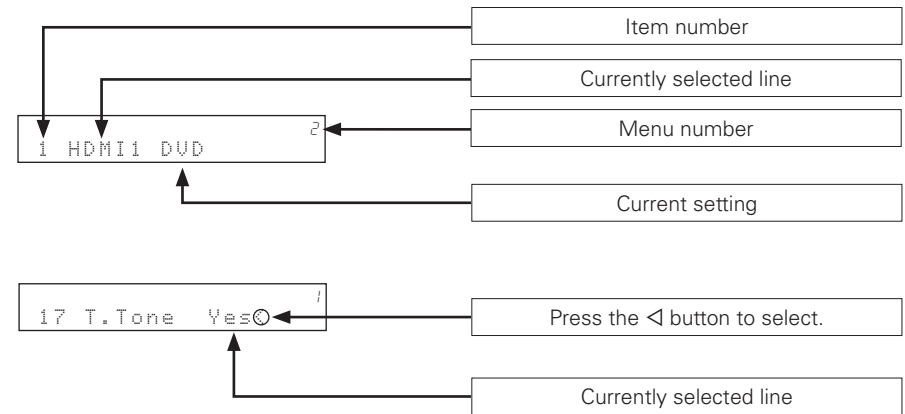 Item number
Currently selected line
2
Menu number
1 HDMI1 DVD
Current setting
1
17 T.Tone Yes
Press the ◁ button to select.
Currently selected line